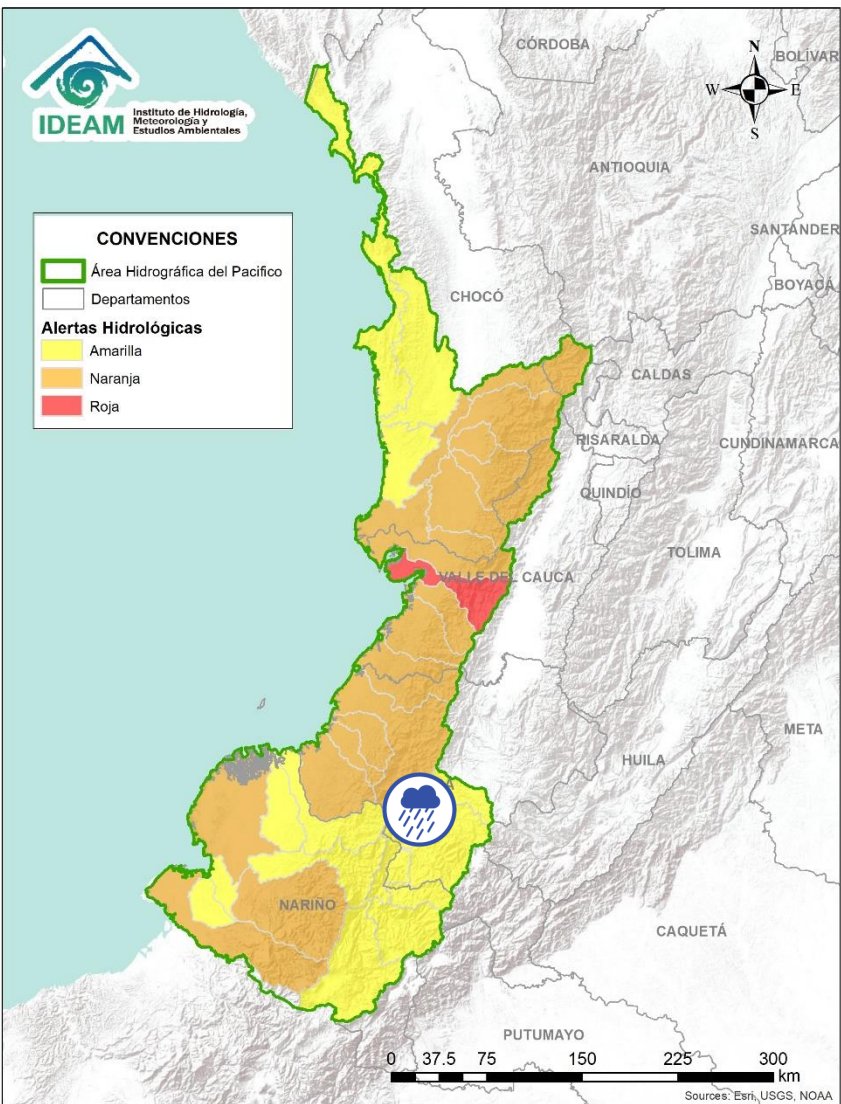 IDEAM
Instituto de Hidrología,
Meteorología y
Estudios Ambientales
CÓRDOBA
BOLÍVAR
N
W
E
S
ANTIOQUIA
SANTANDER
BOYACÁ
CONVENCIONES
Área Hidrográfica del Pacifico
Departamentos
Alertas Hidrológicas
Amarilla
Naranja
Roja
CHOCÓ
CALDAS
RISARALDA
CUNDINAMARCA
QUINDÍO
TOLIMA
VALLE DEL CAUCA
META
HUILA
NARIÑO
CAQUETÁ
PUTUMAYO
0 37.5 75 150 225 300
km
Sources: Esri, USGS, NOAA